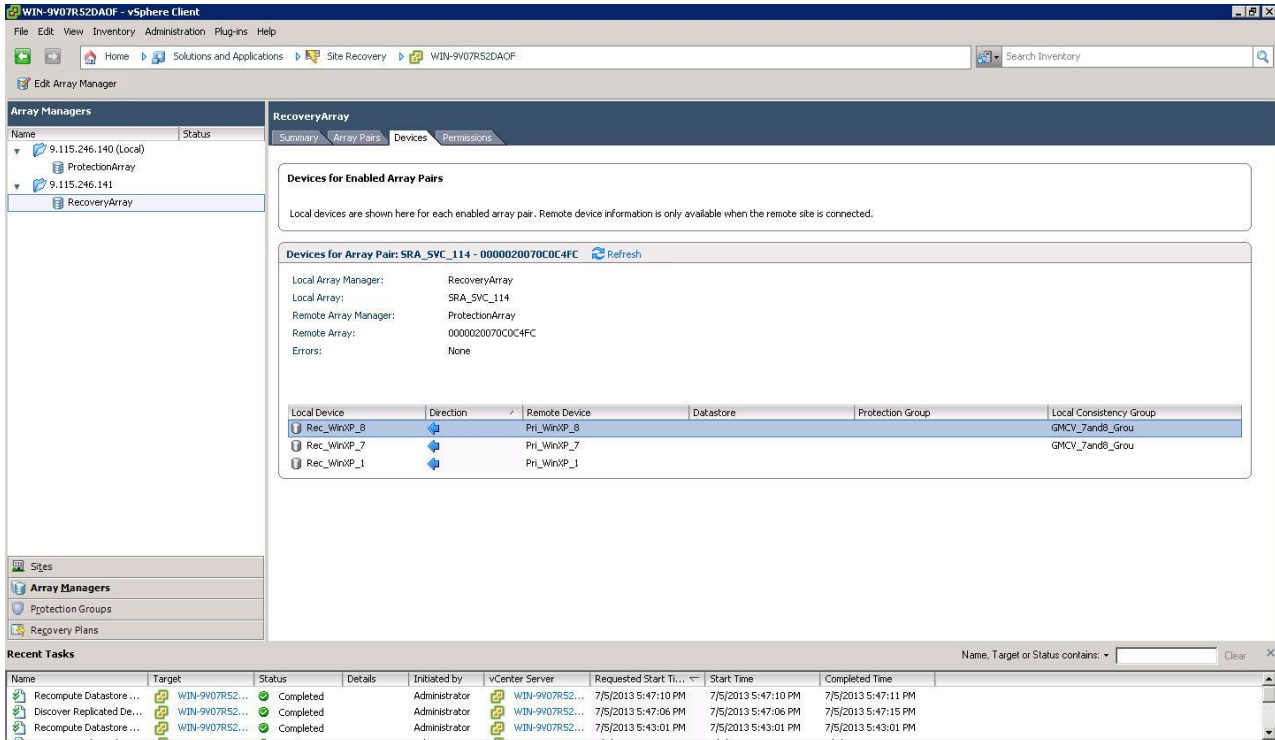 WIN-9V07R52DAOF - vSphere Client
File Edit View Inventory Administration Plug-ins Help
Home Solutions and Applications Site Recovery WIN-9V07R52DAOF Search Inventory
Edit Array Manager
Array Managers
Name Status
9.115.246.140 (Local)
ProtectionArray
9.115.246.141
RecoveryArray
Sites
Array Managers
Protection Groups
Recovery Plans
RecoveryArray
Summary Array Pairs Devices Permissions
Devices for Enabled Array Pairs
Local devices are shown here for each enabled array pair. Remote device information is only available when the remote site is connected.
Devices for Array Pair: SRA_SVC_114 - 0000020070C0C4FC Refresh
Local Array Manager: RecoveryArray
Local Array: SRA_SVC_114
Remote Array Manager: ProtectionArray
Remote Array: 0000020070C0C4FC
Errors: None
Local Device Direction Remote Device Datastore Protection Group Local Consistency Group
Rec_WinXP_8 Pri_WinXP_8 GMCV_7and8_Grou
Rec_WinXP_7 Pri_WinXP_7 GMCV_7and8_Grou
Rec_WinXP_1 Pri_WinXP_1
Recent Tasks Name, Target or Status contains: Clear
Name Target Status Details Initiated by vCenter Server Requested Start Ti... Start Time Completed Time
Recompute Datastore ... WIN-9V07R52... Completed Administrator WIN-9V07R52... 7/5/2013 5:47:10 PM 7/5/2013 5:47:10 PM 7/5/2013 5:47:11 PM
Discover Replicated De... WIN-9V07R52... Completed Administrator WIN-9V07R52... 7/5/2013 5:47:06 PM 7/5/2013 5:47:06 PM 7/5/2013 5:47:15 PM
Recompute Datastore ... WIN-9V07R52... Completed Administrator WIN-9V07R52... 7/5/2013 5:43:01 PM 7/5/2013 5:43:01 PM 7/5/2013 5:43:01 PM